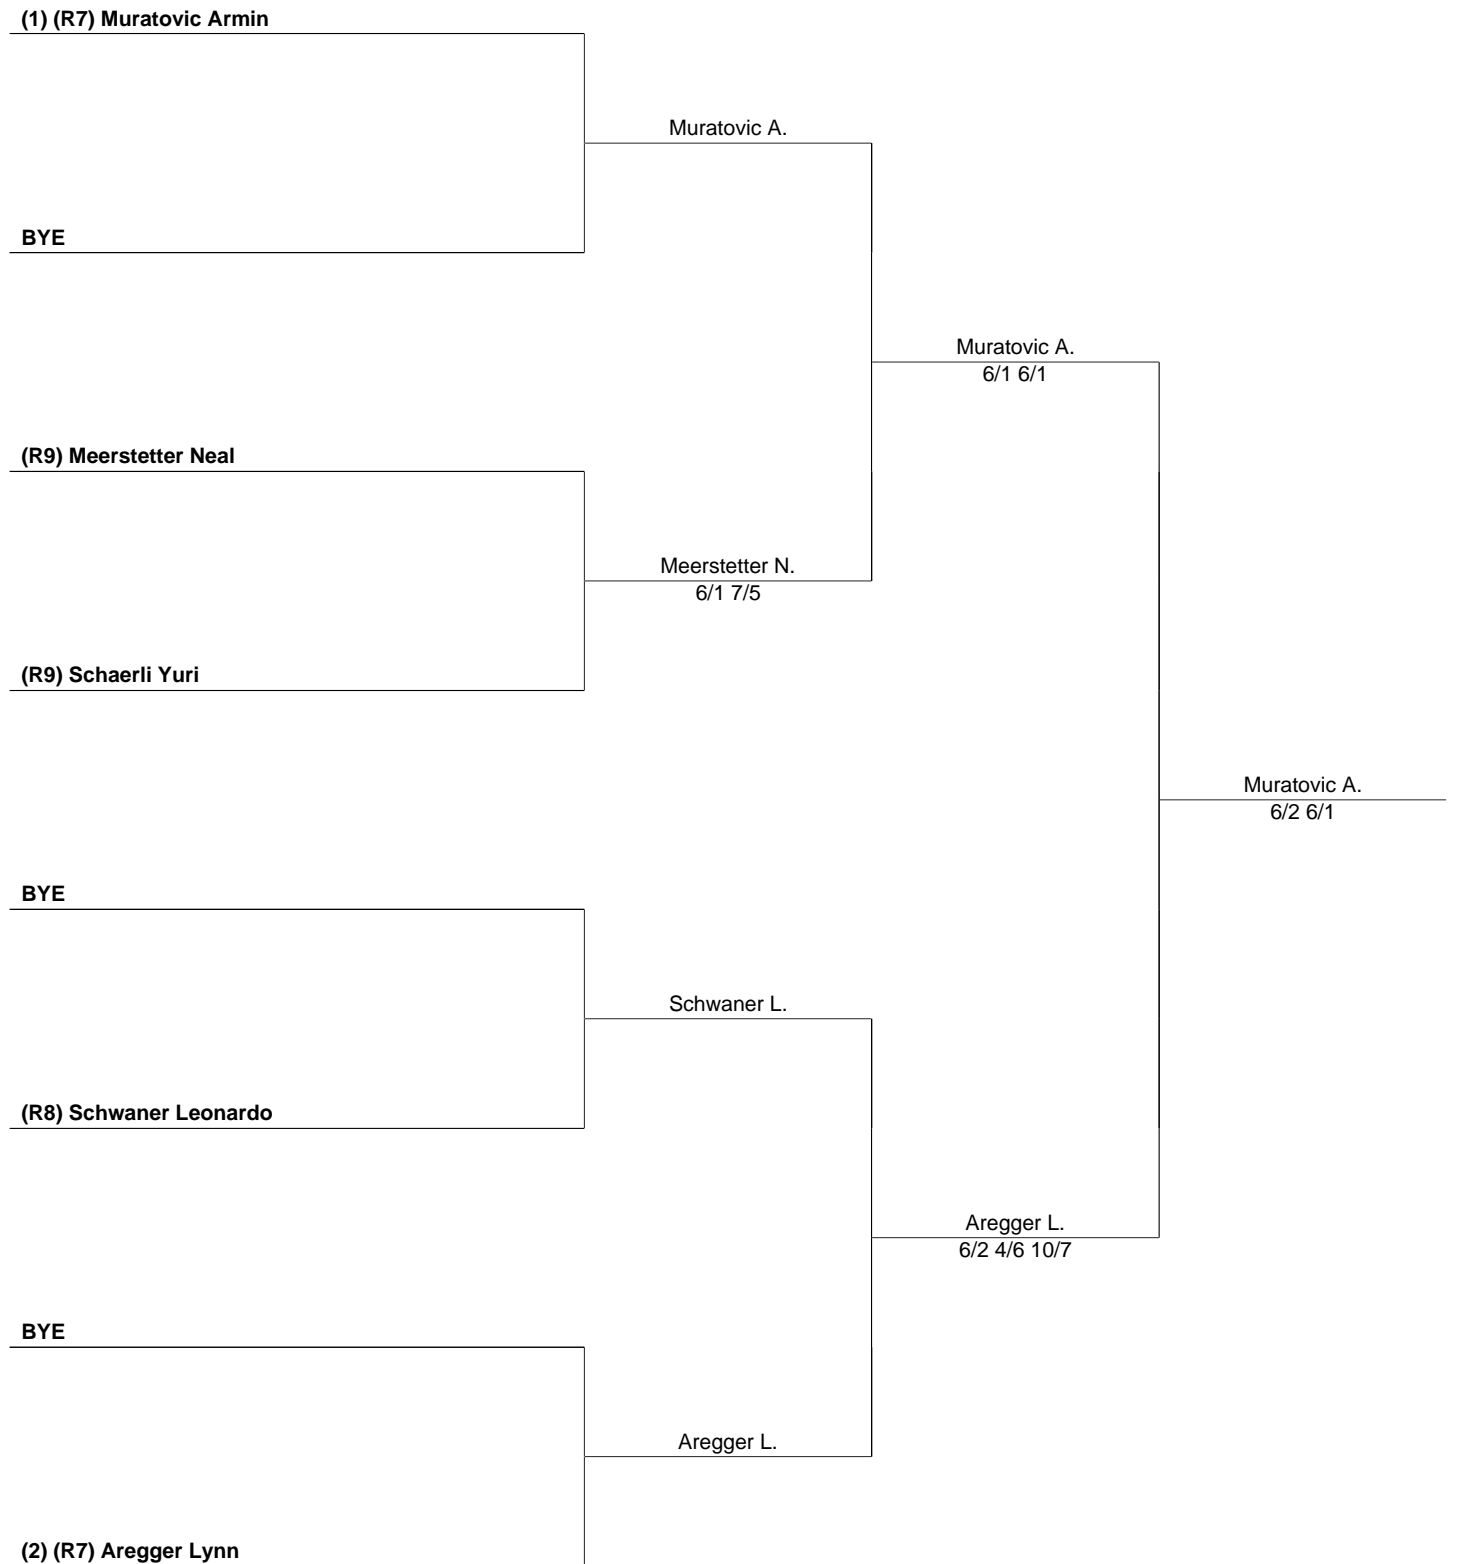 (1) (R7) Muratovic Armin
Muratovic A.
BYE
Muratovic A.
6/1 6/1
(R9) Meerstetter Neal
Meerstetter N.
6/1 7/5
(R9) Schaerli Yuri
Muratovic A.
6/2 6/1
BYE
Schwaner L.
(R8) Schwaner Leonardo
Aregger L.
6/2 4/6 10/7
BYE
Aregger L.
(2) (R7) Aregger Lynn